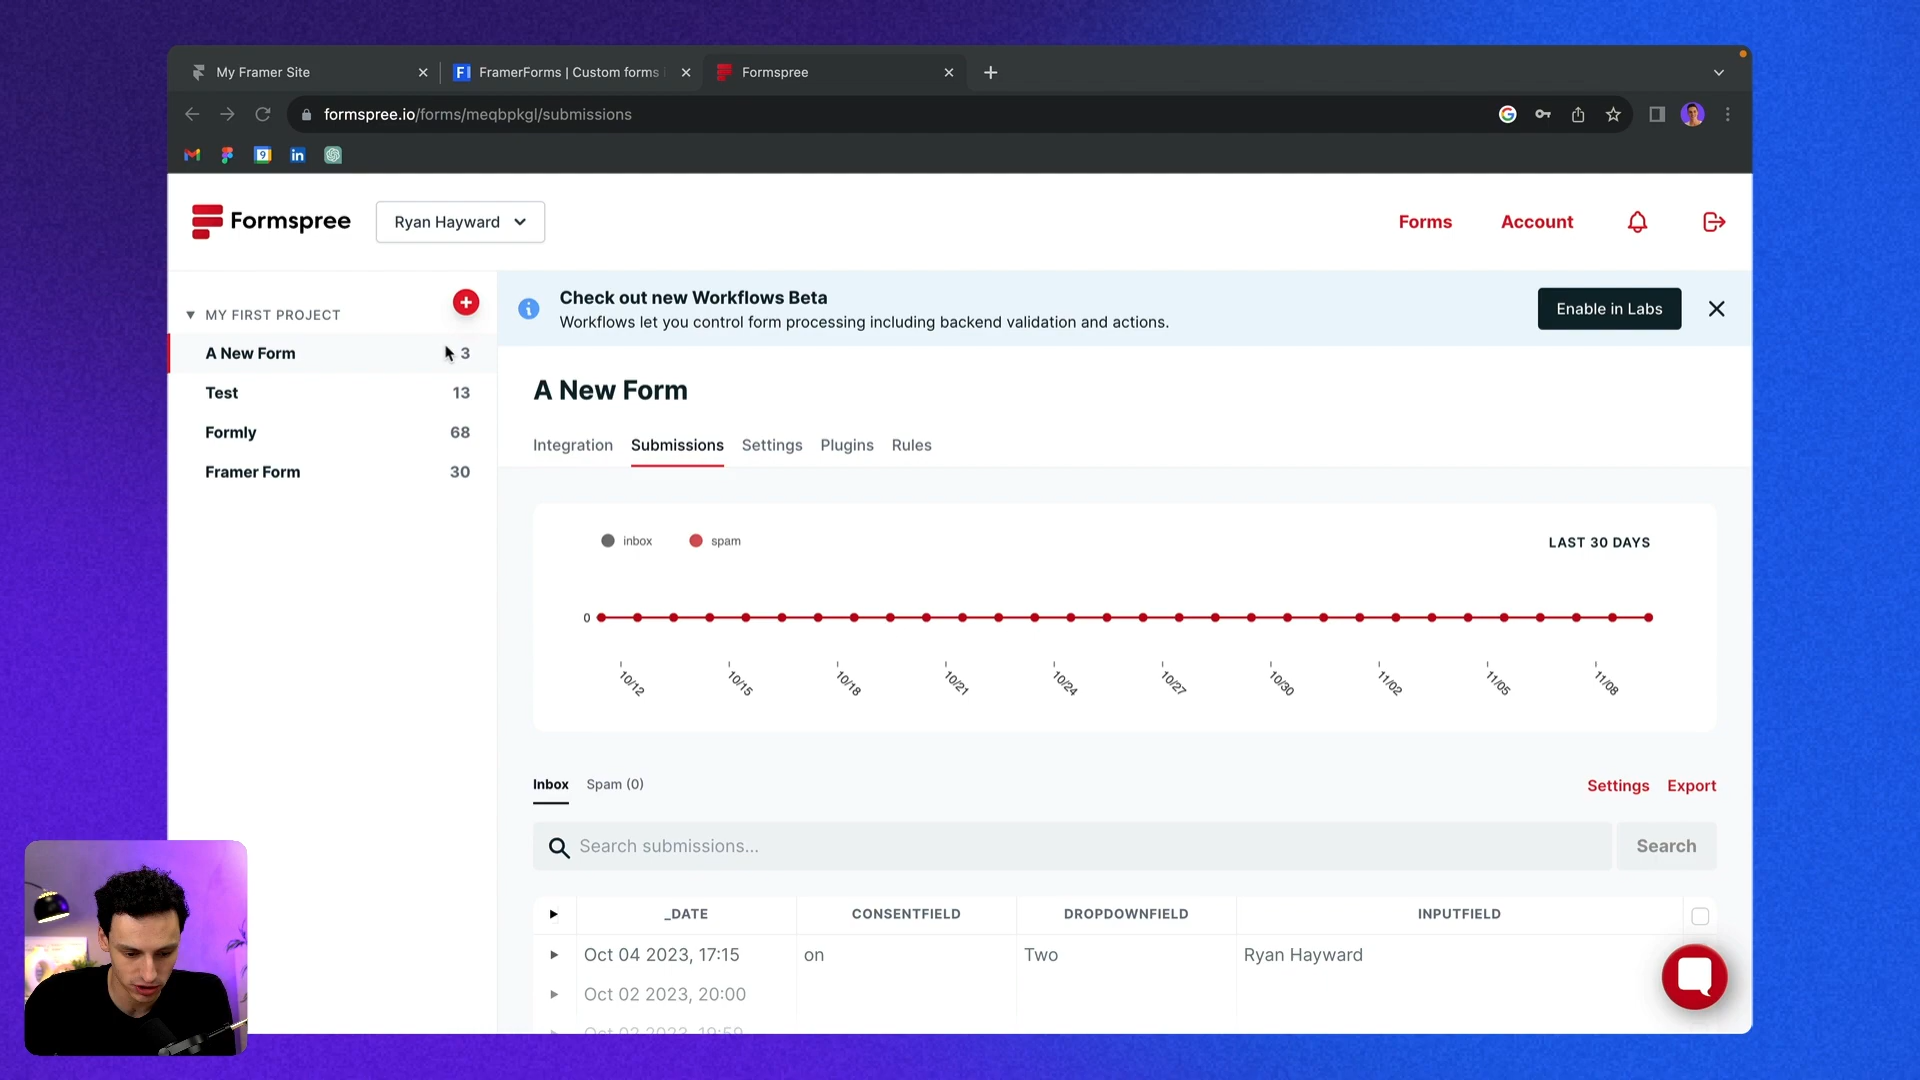 My Framer Site
FramerForms | Custom forms
Formspree
formspree.io/forms/meqbpkgl/submissions
Formspree
Ryan Hayward
Forms
Account
MY FIRST PROJECT
A New Form 3
Test 13
Formly 68
Framer Form 30
Check out new Workflows Beta
Workflows let you control form processing including backend validation and actions.
Enable in Labs
A New Form
Integration Submissions Settings Plugins Rules
inbox spam
LAST 30 DAYS
0
10/12 10/15 10/18 10/21 10/24 10/27 10/30 11/02 11/05 11/08
Inbox Spam (0)
Settings Export
Search submissions...
Search
_DATE CONSENTFIELD DROPDOWNFIELD INPUTFIELD
Oct 04 2023, 17:15 on Two Ryan Hayward
Oct 02 2023, 20:00